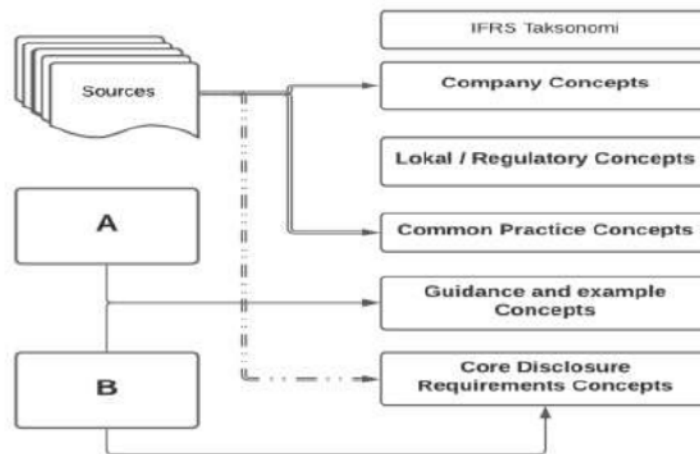 IFRS Taksonomi
Sources
Company Concepts
Lokal / Regulatory Concepts
A
Common Practice Concepts
Guidance and example
Concepts
B
Core Disclosure
Requirements Concepts